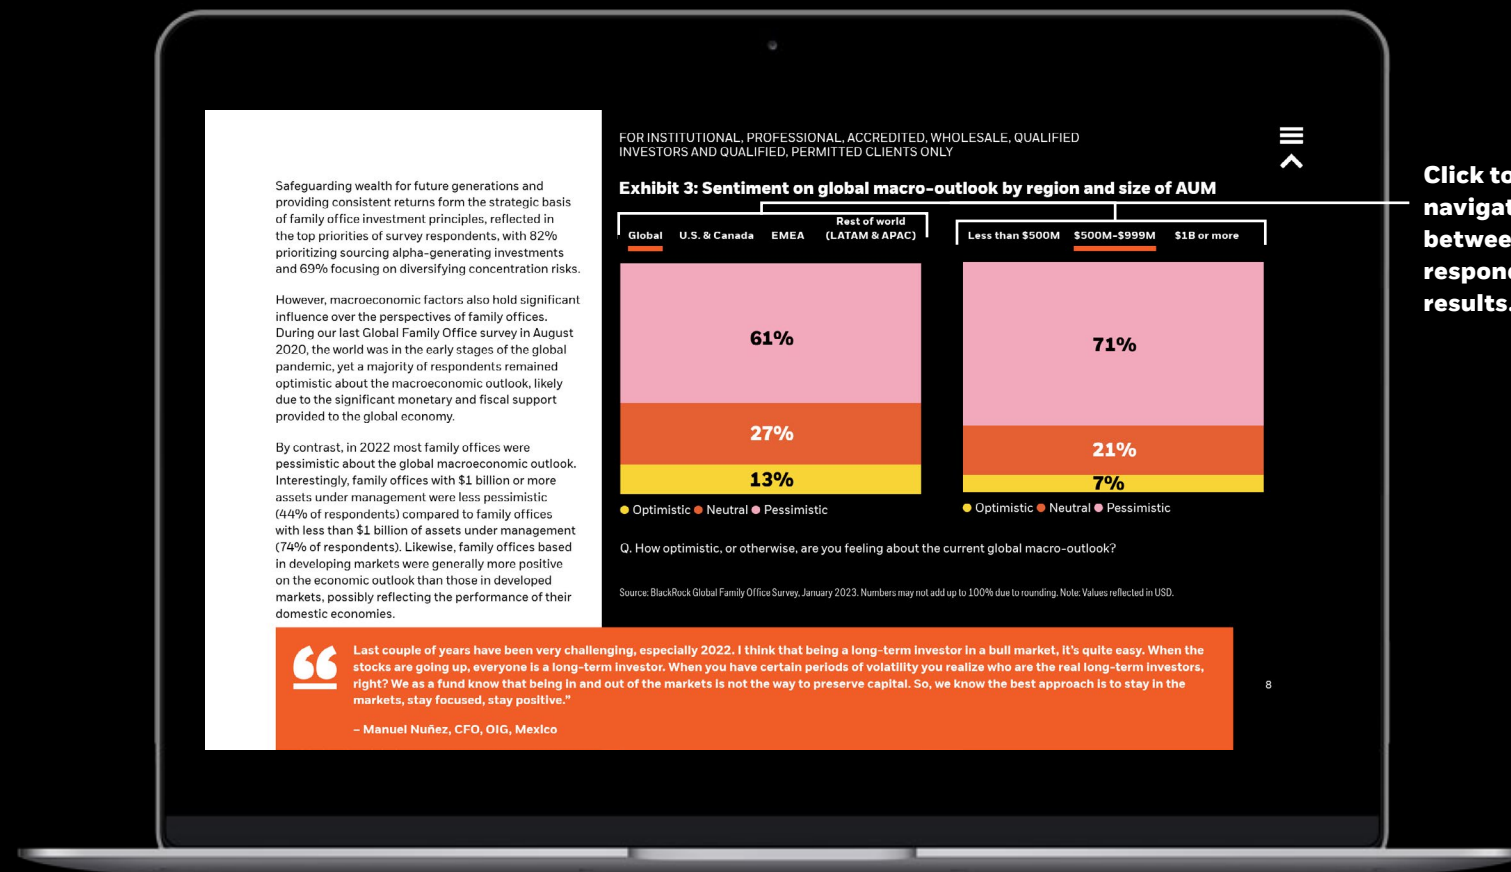 Safeguarding wealth for future generations and
providing consistent returns form the strategic basis
of family office investment principles, reflected in
the top priorities of survey respondents, with 82%
prioritizing sourcing alpha-generating investments
and 69% focusing on diversifying concentration risks.
However, macroeconomic factors also hold significant
influence over the perspectives of family offices.
During our last Global Family Office survey in August
2020, the world was in the early stages of the global
pandemic, yet a majority of respondents remained
optimistic about the macroeconomic outlook, likely
due to the significant monetary and fiscal support
provided to the global economy.
By contrast, in 2022 most family offices were
pessimistic about the global macroeconomic outlook.
Interestingly, family offices with $1 billion or more
assets under management were less pessimistic
(44% of respondents) compared to family offices
with less than $1 billion of assets under management
(74% of respondents). Likewise, family offices based
in developing markets were generally more positive
on the economic outlook than those in developed
markets, possibly reflecting the performance of their
domestic economies.
FOR INSTITUTIONAL, PROFESSIONAL, ACCREDITED, WHOLESALE, QUALIFIED
INVESTORS AND QUALIFIED, PERMITTED CLIENTS ONLY
Exhibit 3: Sentiment on global macro-outlook by region and size of AUM
Global U.S. & Canada EMEA Rest of world
(LATAM & APAC)
Less than $500M $500M-$999M $1B or more
61%
27%
13%
Optimistic Neutral Pessimistic
71%
21%
7%
Optimistic Neutral Pessimistic
Q. How optimistic, or otherwise, are you feeling about the current global macro-outlook?
Source: BlackRock Global Family Office Survey, January 2023. Numbers may not add up to 100% due to rounding. Note: Values reflected in USD.
“Last couple of years have been very challenging, especially 2022. I think that being a long-term investor in a bull market, it's quite easy. When the
stocks are going up, everyone is a long-term investor. When you have certain periods of volatility you realize who are the real long-term investors,
right? We as a fund know that being in and out of the markets is not the way to preserve capital. So, we know the best approach is to stay in the
markets, stay focused, stay positive.”
– Manuel Nuñez, CFO, OIG, Mexico
8
Click to
navigat
betwee
respon
results.